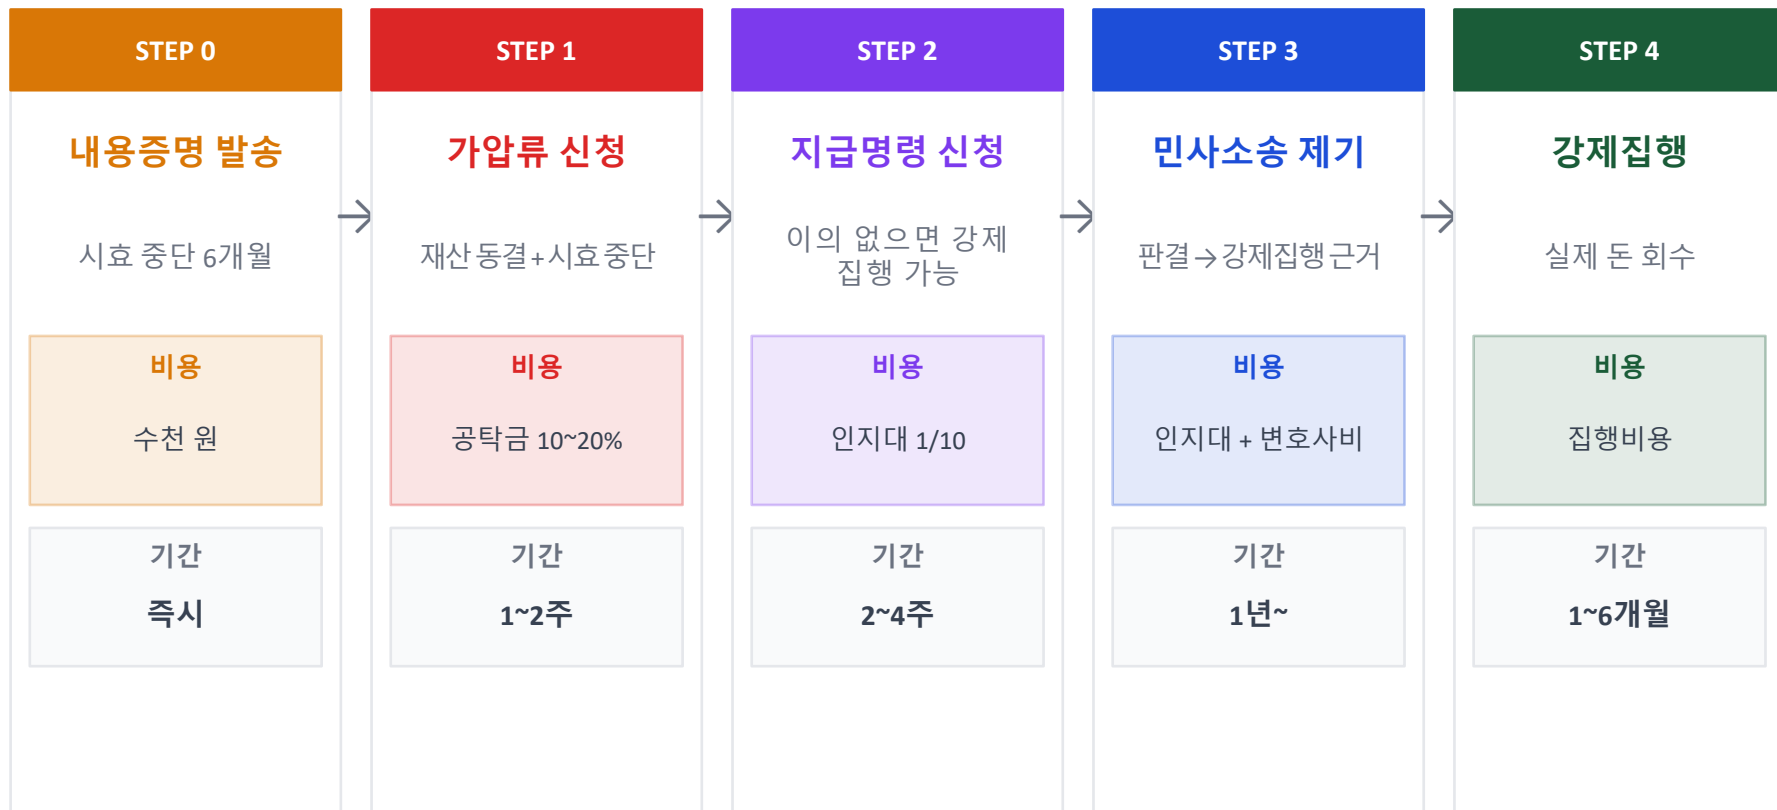 STEP 0
내용증명 발송
시효 중단 6개월
비용
수천 원
기간
즉시
→
STEP 1
가압류 신청
재산 동결 + 시효 중단
비용
공탁금 10~20%
기간
1~2주
→
STEP 2
지급명령 신청
이의 없으면 강제
집행 가능
비용
인지대 1/10
기간
2~4주
→
STEP 3
민사소송 제기
판결 → 강제집행 근거
비용
인지대 + 변호사비
기간
1년~
→
STEP 4
강제집행
실제 돈 회수
비용
집행비용
기간
1~6개월